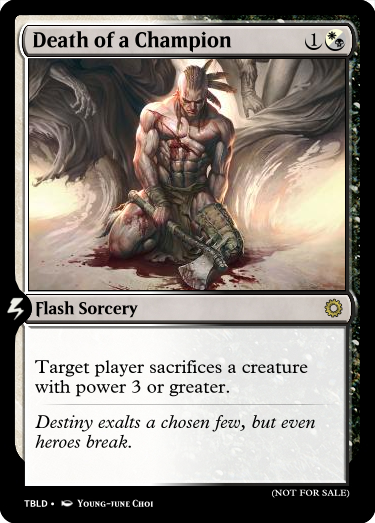 Death of a Champion 1
Flash Sorcery
Target player sacrifices a creature
with power 3 or greater.
Destiny exalts a chosen few, but even
heroes break.
(NOT FOR SALE)
TBLD • Young-june Choi